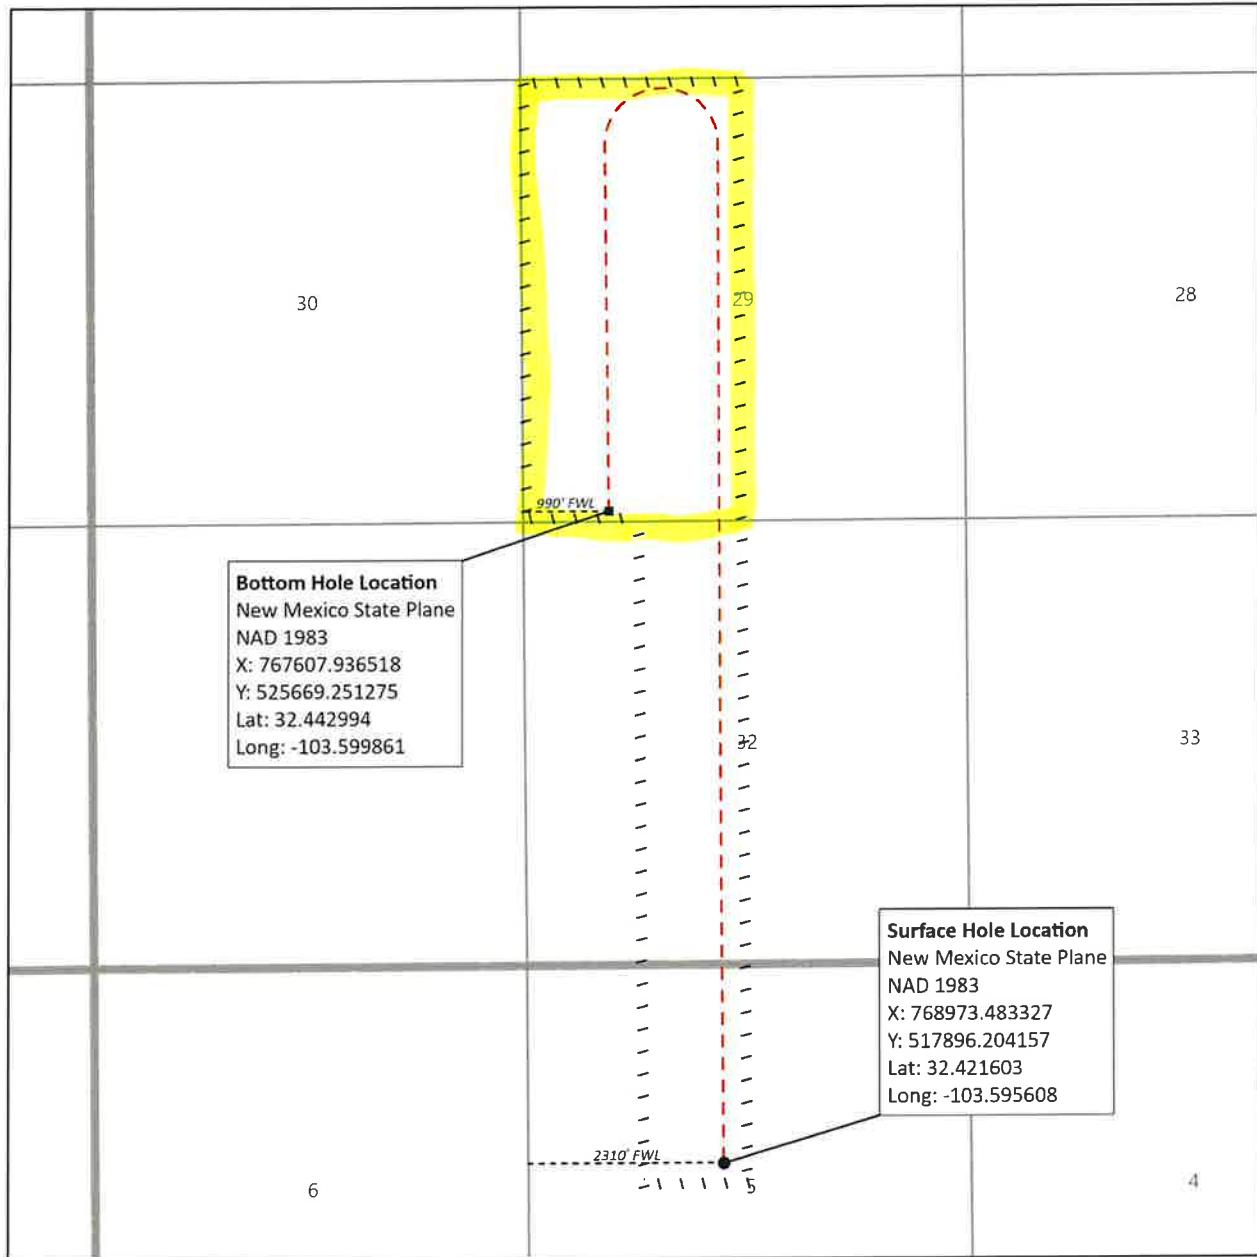 30
29
28
990' FWL
Bottom Hole Location
New Mexico State Plane
NAD 1983
X: 767607.936518
Y: 525669.251275
Lat: 32.442994
Long: -103.599861
32
33
Surface Hole Location
New Mexico State Plane
NAD 1983
X: 768973.483327
Y: 517896.204157
Lat: 32.421603
Long: -103.595608
2310' FWL
6
5
4